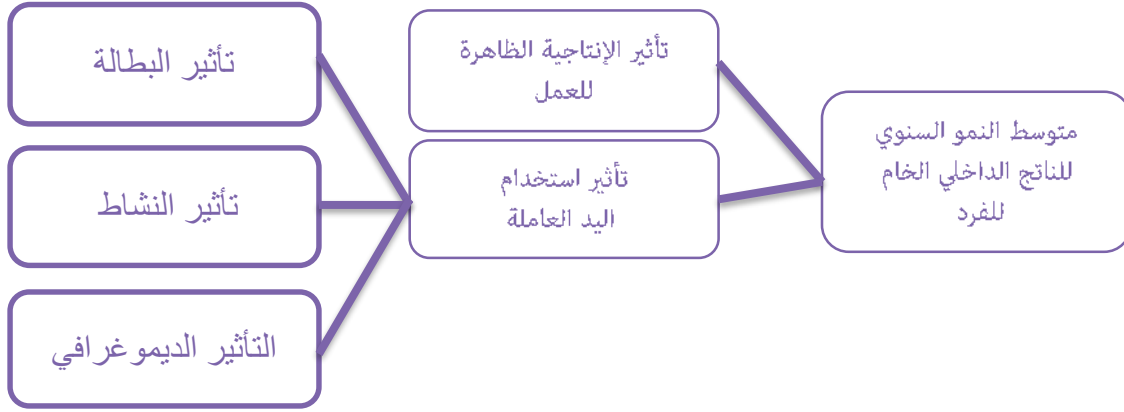 متوسط النمو السنوي
للناتج الداخلي الخام
للفرد
تأثير الإنتاجية الظاهرة
للعمل
تأثير استخدام
اليد العاملة
تأثير البطالة
تأثير النشاط
التأثير الديموغرافي